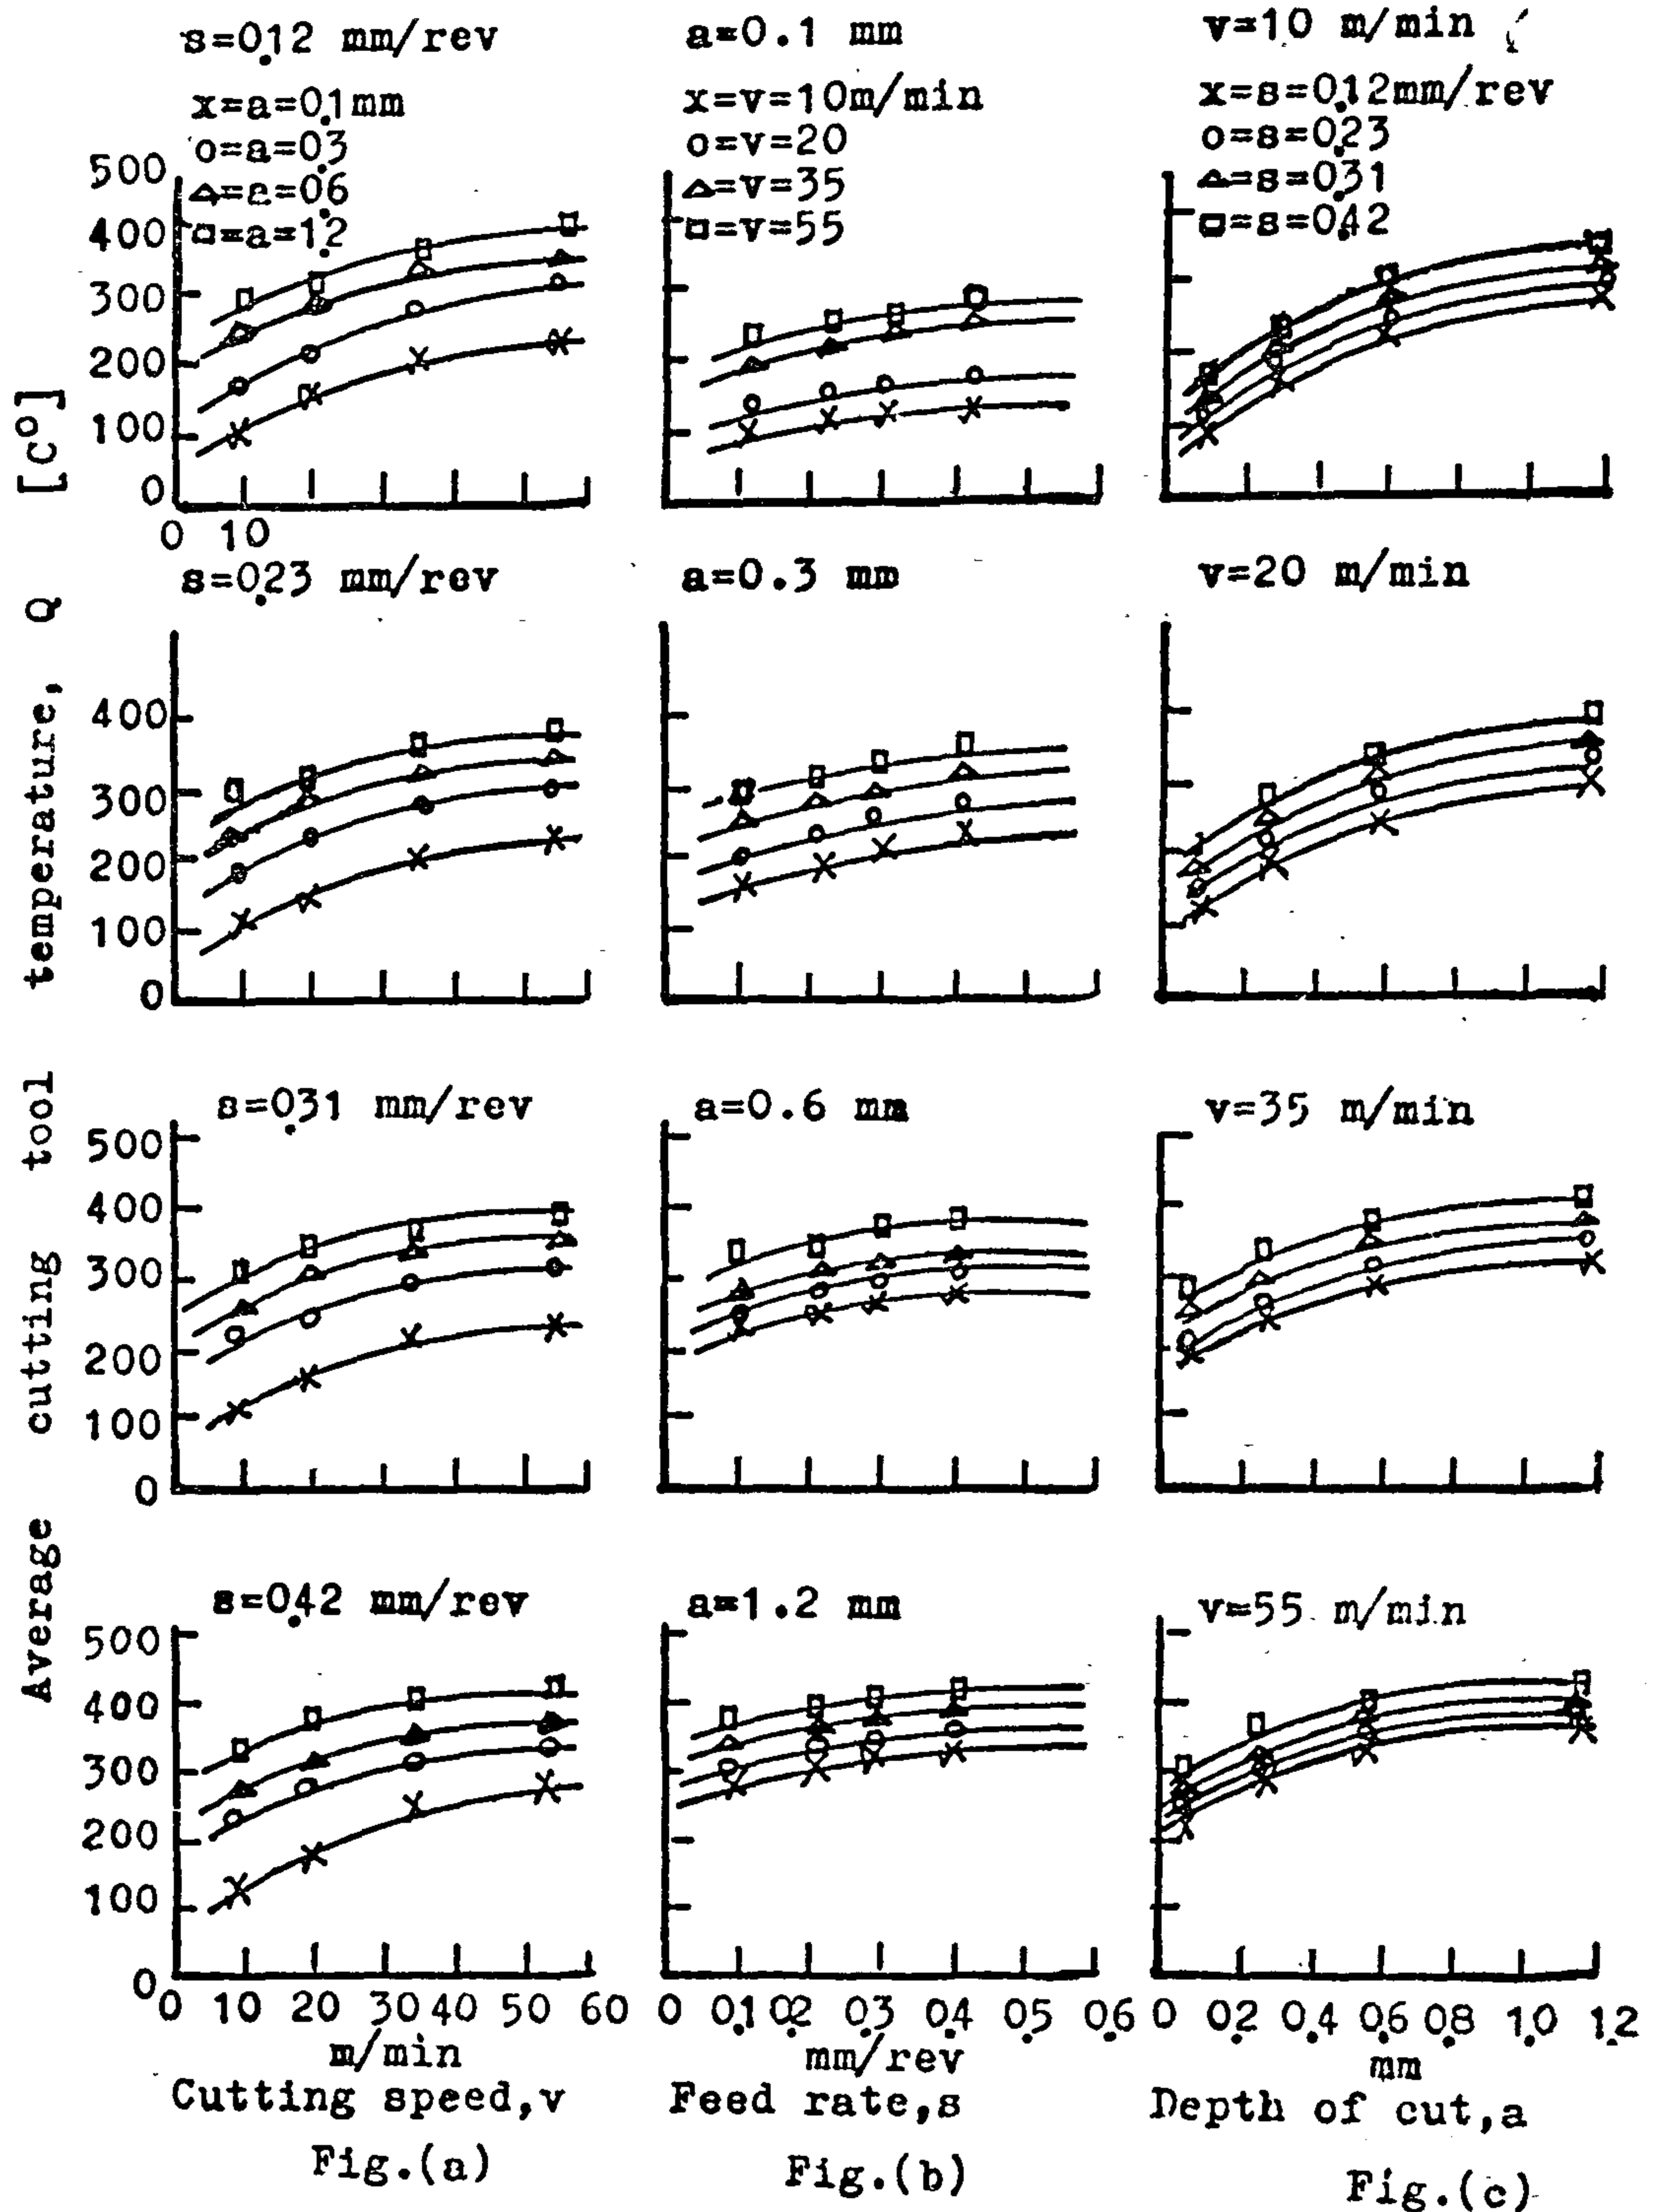 s=0.12 mm/rev
x=a=0.1mm
o=a=0.3
△=a=0.6
□=a=1.2
a=0.1 mm
x=v=10m/min
o=v=20
△=v=35
□=v=55
v=10 m/min
x=s=0.12mm/rev
o=s=0.23
△=s=0.31
□=s=0.42
500
400
300
200
100
0
0 10
s=0.23 mm/rev
a=0.3 mm
v=20 m/min
400
300
200
100
0
s=0.31 mm/rev
a=0.6 mm
v=35 m/min
500
400
300
200
100
0
s=0.42 mm/rev
a=1.2 mm
v=55 m/min
500
400
300
200
100
0
Average cutting tool temperature, Q [C°]
0 10 20 30 40 50 60
m/min
Cutting speed,v
Fig.(a)
0 0.1 0.2 0.3 0.4 0.5 0.6
mm/rev
Feed rate,s
Fig.(b)
0 0.2 0.4 0.6 0.8 1.0 1.2
mm
Depth of cut,a
Fig.(c)